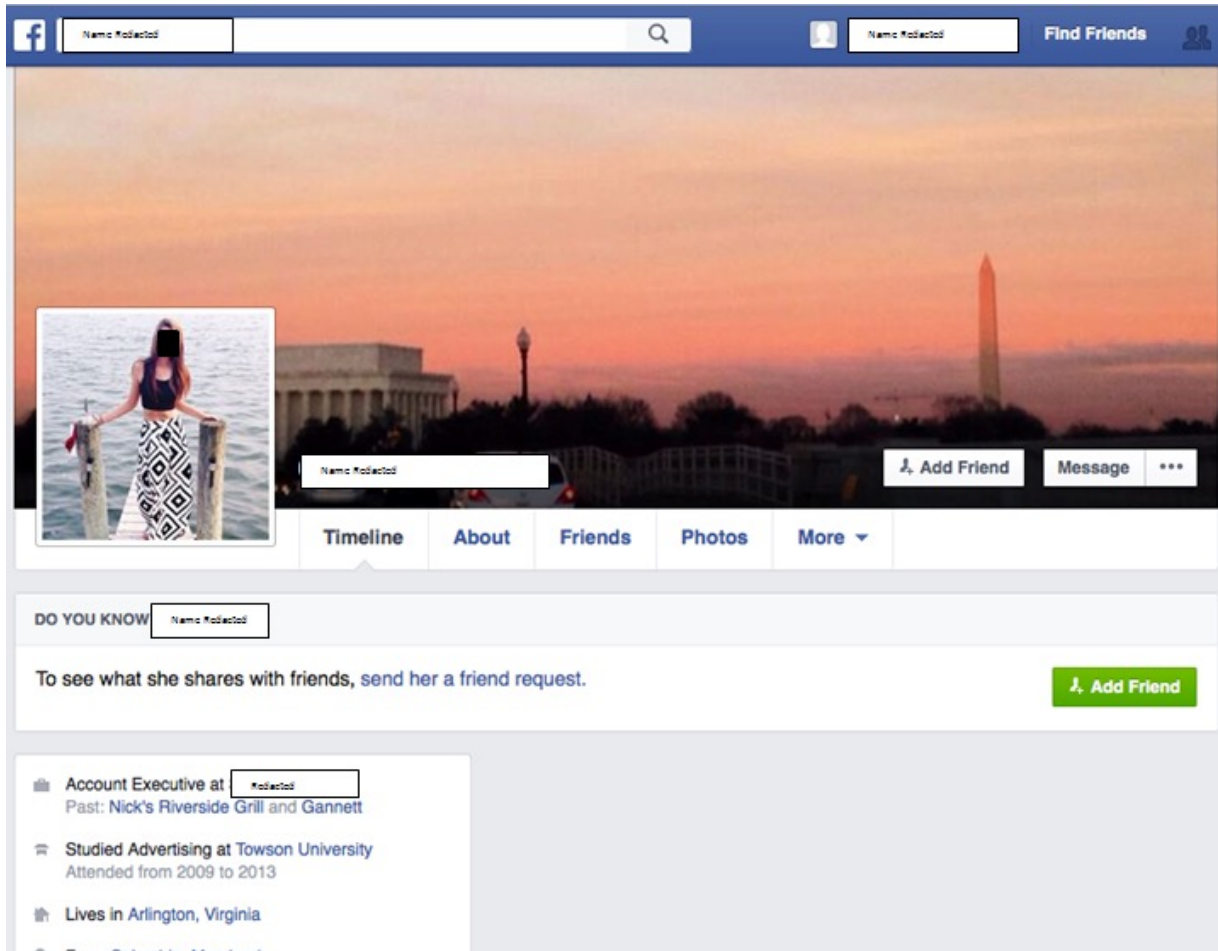 f
Name Redacted
Name Redacted
Find Friends
Name Redacted
Add Friend
Message
Timeline
About
Friends
Photos
More
DO YOU KNOW Name Redacted
To see what she shares with friends, send her a friend request.
Add Friend
Account Executive at Redacted
Past: Nick's Riverside Grill and Gannett
Studied Advertising at Towson University
Attended from 2009 to 2013
Lives in Arlington, Virginia